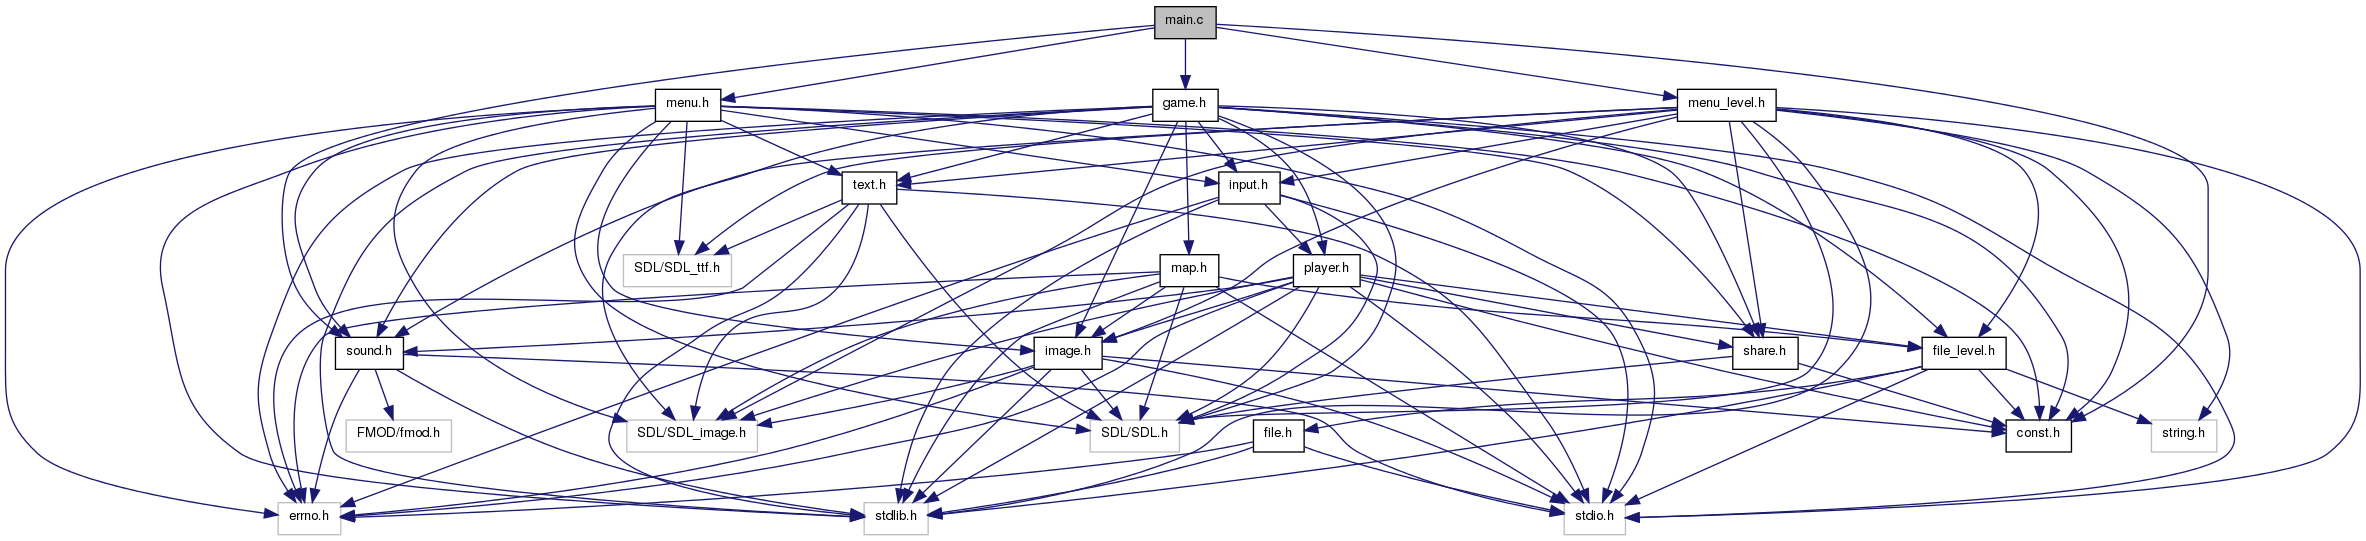 main.c
menu.h
game.h
menu_level.h
text.h
input.h
SDL/SDL_ttf.h
map.h
player.h
sound.h
image.h
share.h
file_level.h
FMOD/fmod.h
SDL/SDL_image.h
SDL/SDL.h
file.h
const.h
string.h
errno.h
stdlib.h
stdio.h